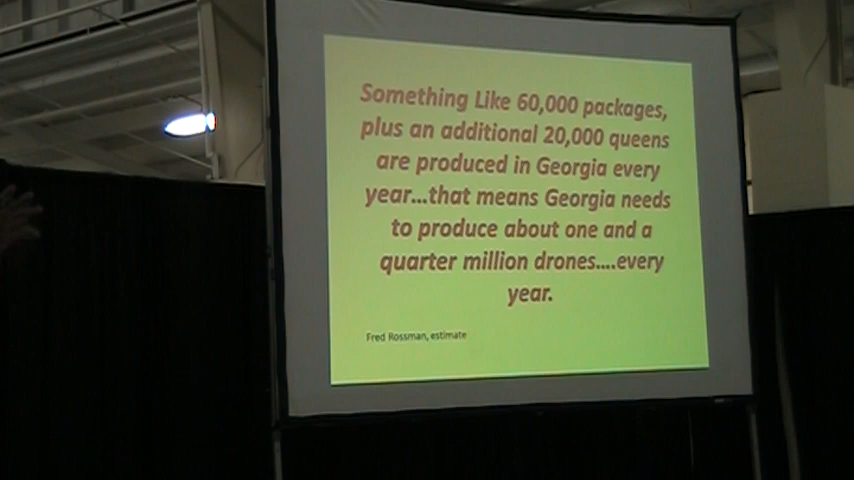 Something Like 60,000 packages,
plus an additional 20,000 queens
are produced in Georgia every
year...that means Georgia needs
to produce about one and a
quarter million drones....every
year.
Fred Rossman, estimate